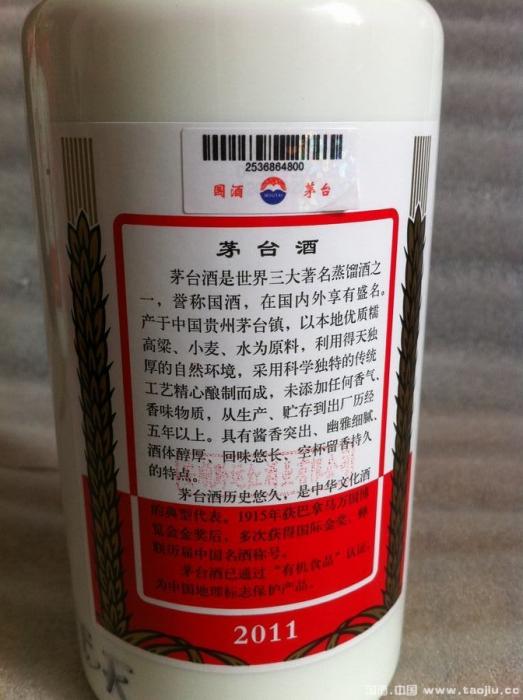 2536864800
国酒 MOUTAI 茅台
茅台酒
茅台酒是世界三大著名蒸馏酒之
一，誉称国酒，在国内外享有盛名。
产于中国贵州茅台镇，以本地优质糯
高粱、小麦、水为原料，利用得天独
厚的自然环境，采用科学独特的传统
工艺精心酿制而成，未添加任何香气、
香味物质，从生产、贮存到出厂历经
五年以上。具有酱香突出、幽雅细腻、
酒体醇厚、回味悠长、空杯留香持久
的特点。
茅台酒历史悠久，是中华文化酒
的典型代表。1915年获巴拿马万国博
览会金奖后，多次获得国际金奖，蝉
联历届中国名酒称号。
茅台酒已通过“有机食品”认证，
为中国地理标志保护产品。
2011
天
淘酒.中国 www.taojiu.cc